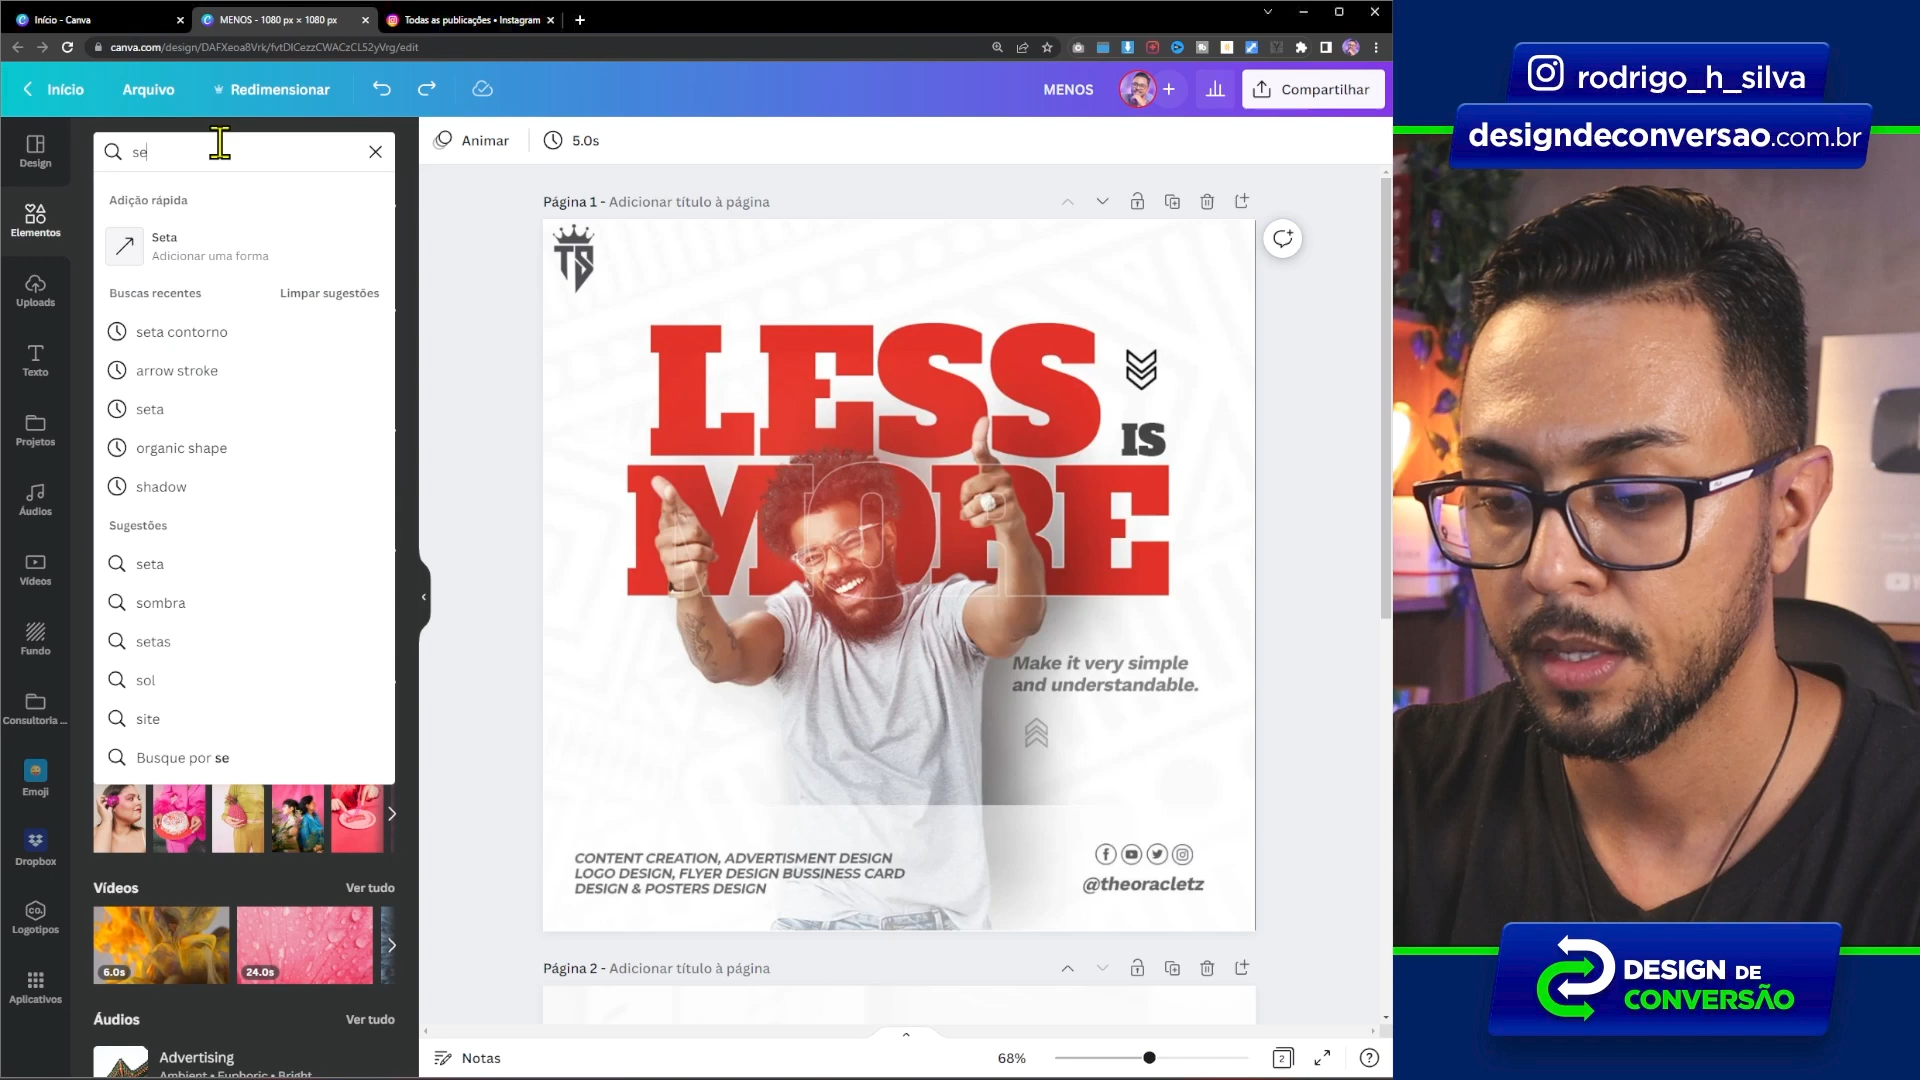 Início - Canva
MENOS - 1080 px × 1080 px
Todas as publicações • Instagram
canva.com/design/DAFXeoa8Vrk/fvtDICezzCWACzCL52yVrg/edit
Início
Arquivo
Redimensionar
MENOS
Compartilhar
Design
Elementos
Uploads
Texto
Projetos
Áudios
Vídeos
Fundo
Consultoria ...
Emoji
Dropbox
CO.
Logotipos
Aplicativos
se
Adição rápida
Seta
Adicionar uma forma
Buscas recentes
Limpar sugestões
seta contorno
arrow stroke
seta
organic shape
shadow
Sugestões
seta
sombra
setas
sol
site
Busque por se
Vídeos
Ver tudo
6.0s
24.0s
Áudios
Ver tudo
Advertising
Ambient • Euphoric • Bright
Animar
5.0s
Página 1 - Adicionar título à página
TS
LESS
IS
MORE
Make it very simple
and understandable.
CONTENT CREATION, ADVERTISMENT DESIGN
LOGO DESIGN, FLYER DESIGN BUSSINESS CARD
DESIGN & POSTERS DESIGN
@theoracletz
Página 2 - Adicionar título à página
Notas
68%
2
rodrigo_h_silva
designdeconversao.com.br
DESIGN DE
CONVERSÃO